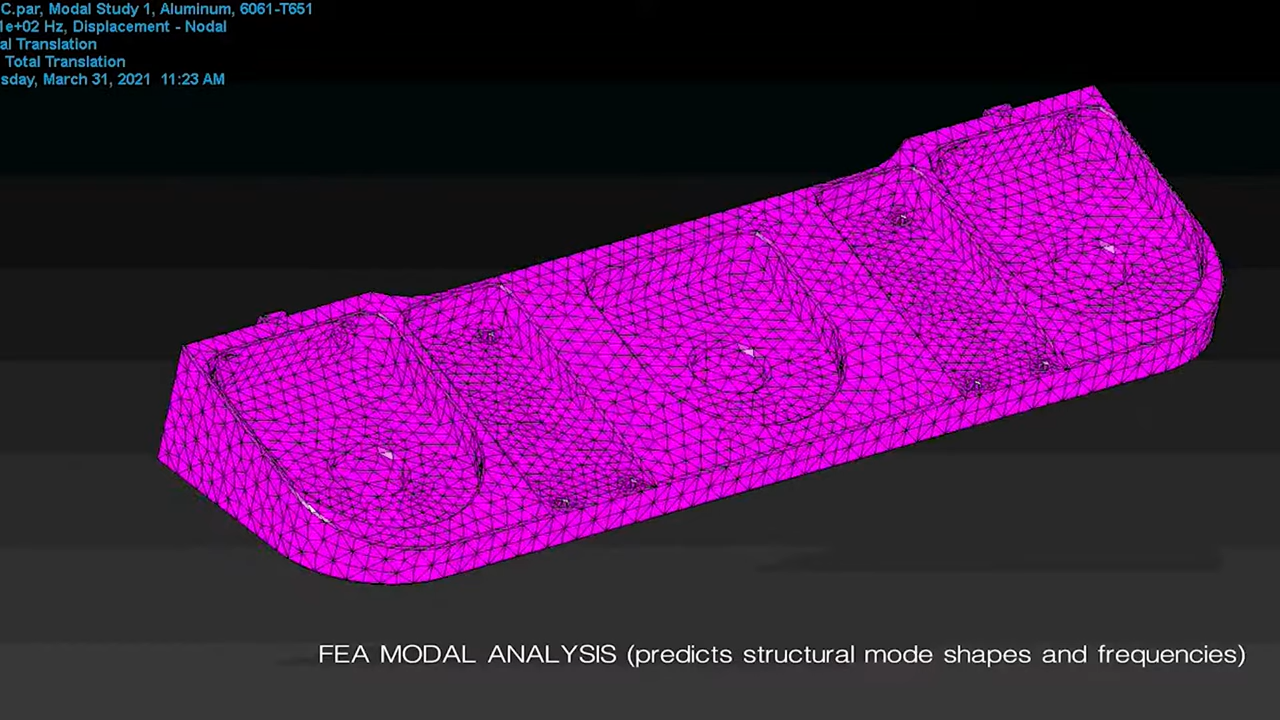 C.par, Modal Study 1, Aluminum, 6061-T651
1e+02 Hz, Displacement - Nodal
al Translation
Total Translation
sday, March 31, 2021 11:23 AM
FEA MODAL ANALYSIS (predicts structural mode shapes and frequencies)